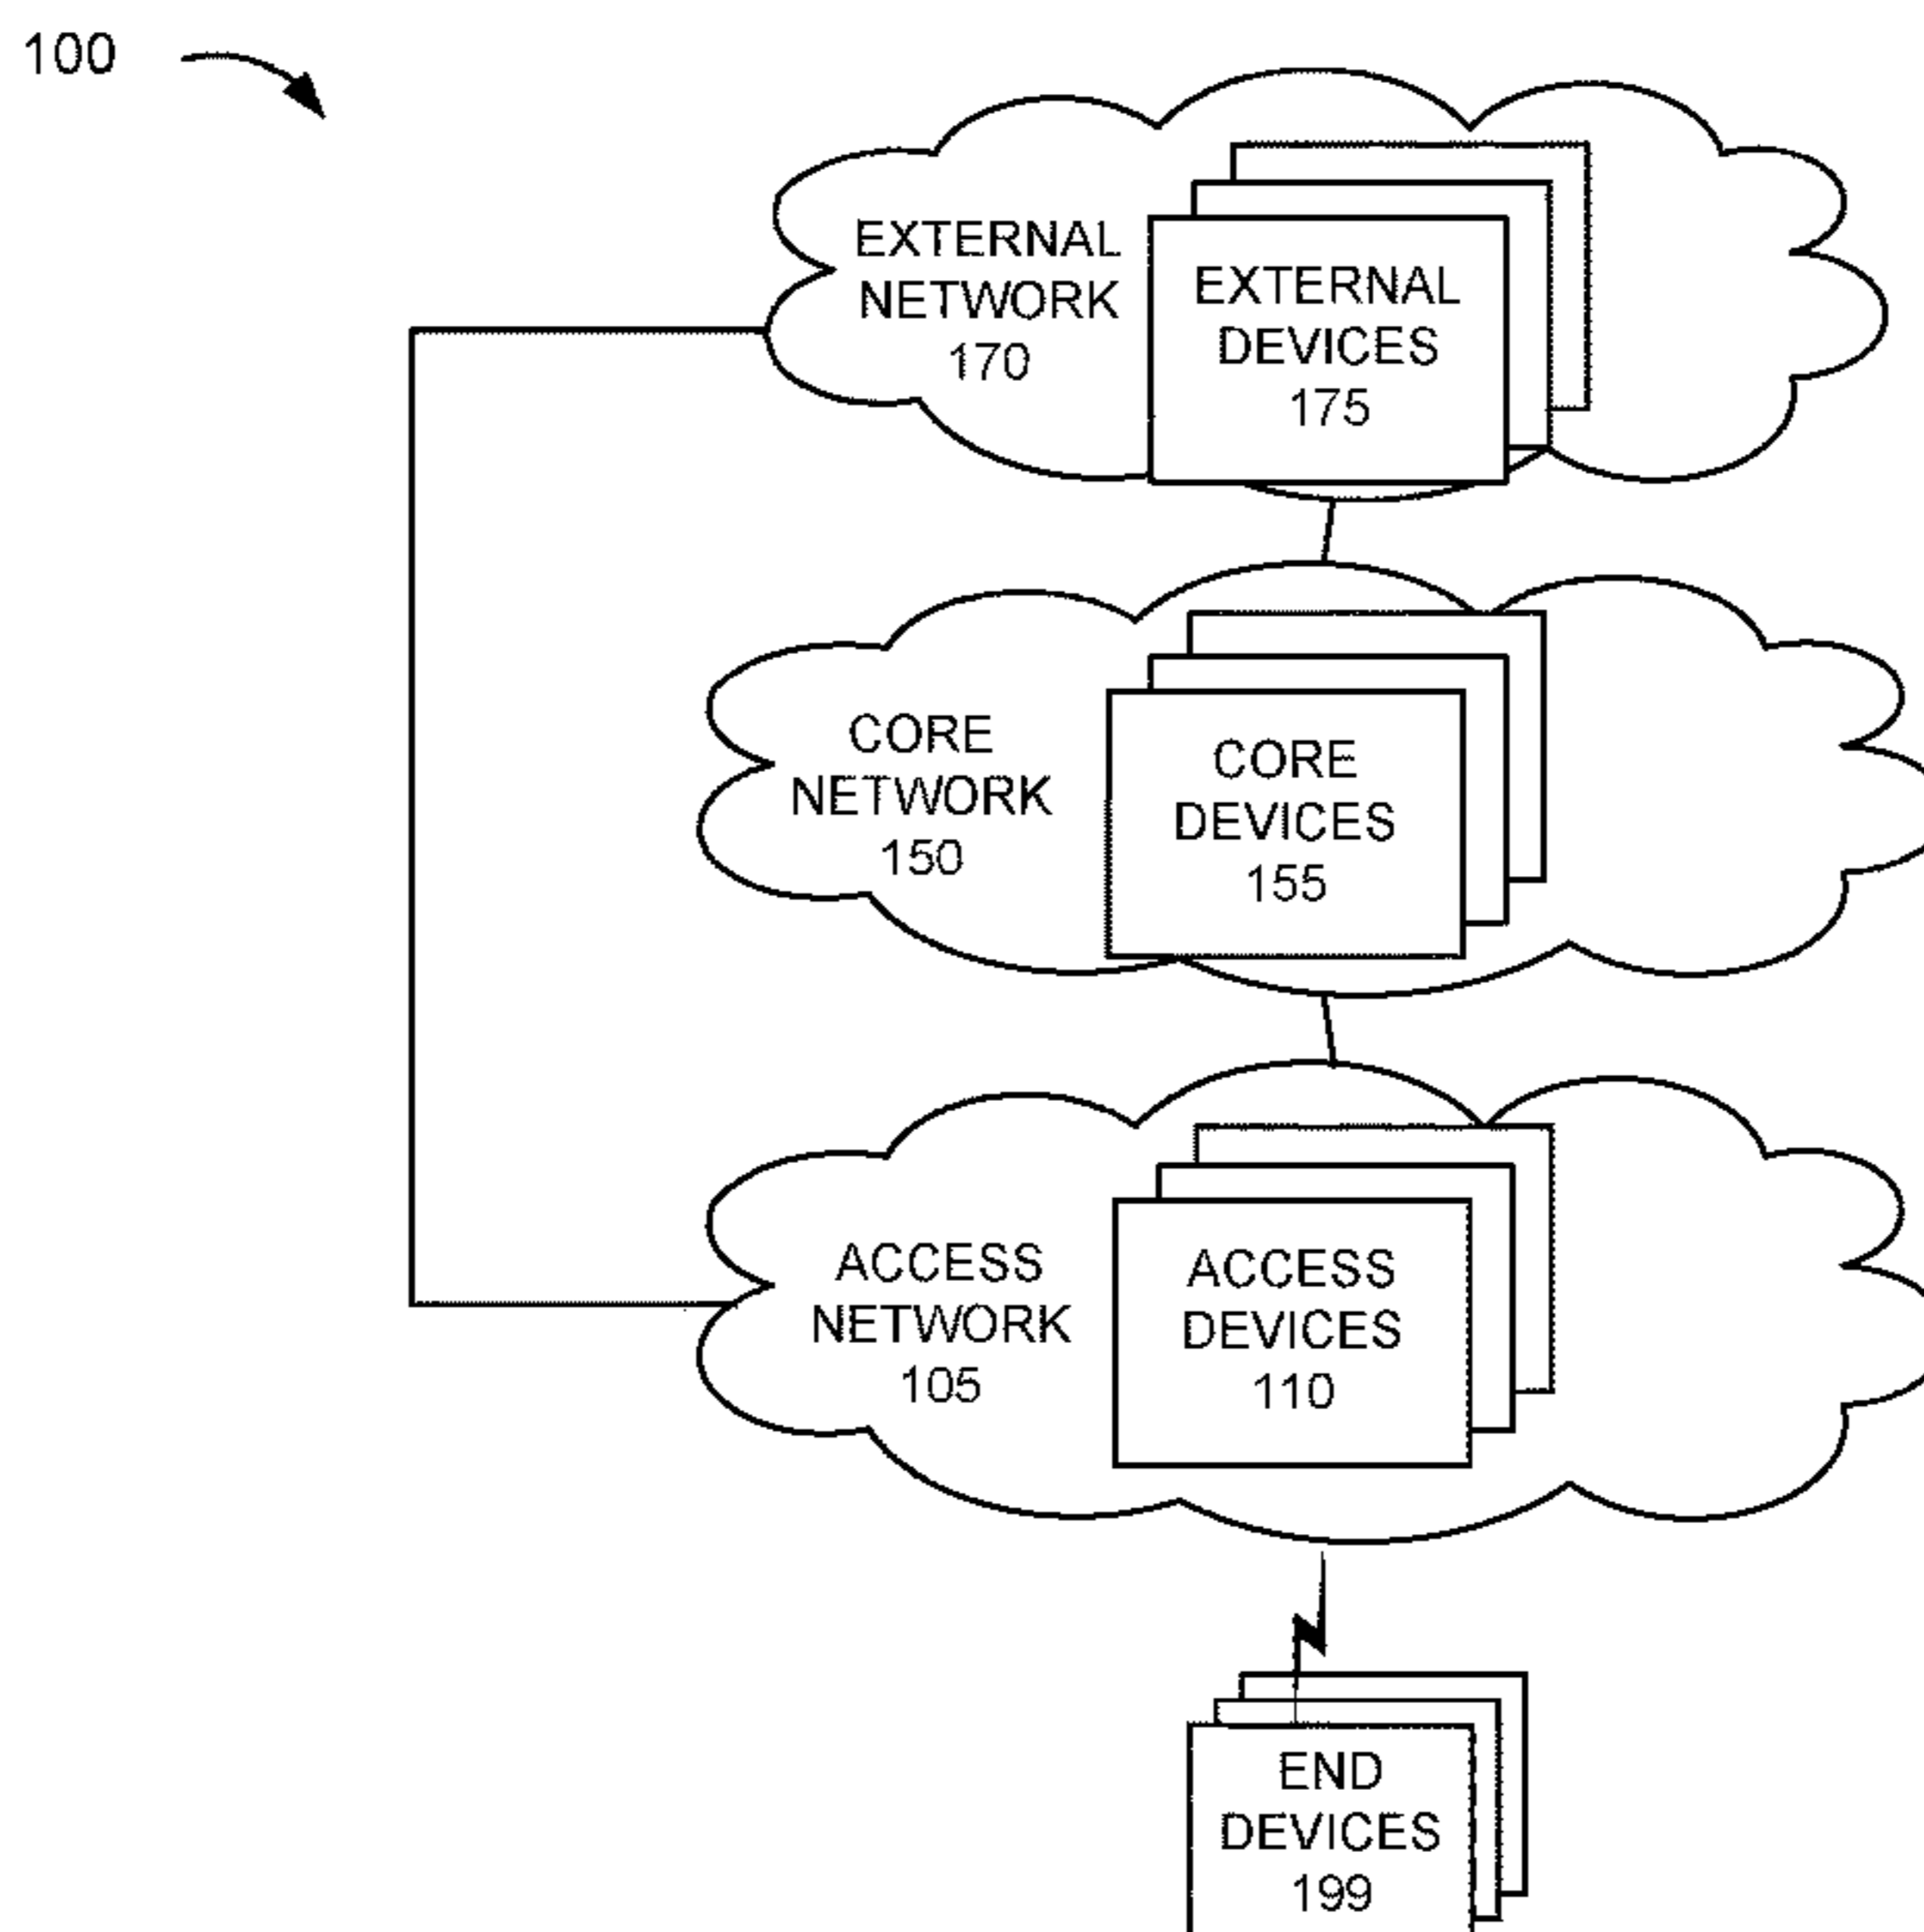 100
EXTERNAL
NETWORK
170
EXTERNAL
DEVICES
175
CORE
NETWORK
150
CORE
DEVICES
155
ACCESS
NETWORK
105
ACCESS
DEVICES
110
END
DEVICES
199